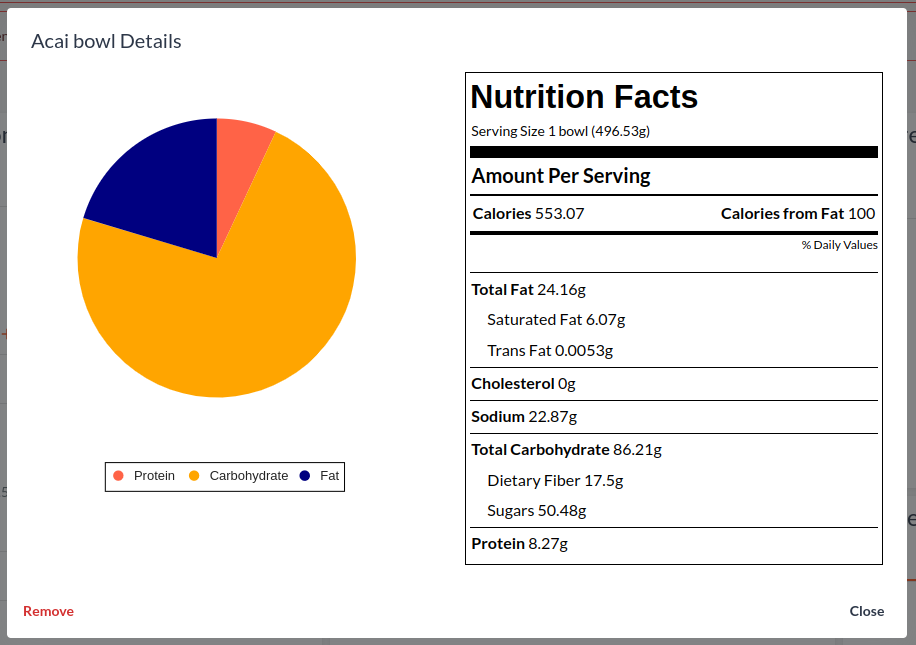 Acai bowl Details
Protein Carbohydrate Fat
Nutrition Facts
Serving Size 1 bowl (496.53g)
Amount Per Serving
Calories 553.07 Calories from Fat 100
% Daily Values
Total Fat 24.16g
Saturated Fat 6.07g
Trans Fat 0.0053g
Cholesterol 0g
Sodium 22.87g
Total Carbohydrate 86.21g
Dietary Fiber 17.5g
Sugars 50.48g
Protein 8.27g
Remove Close